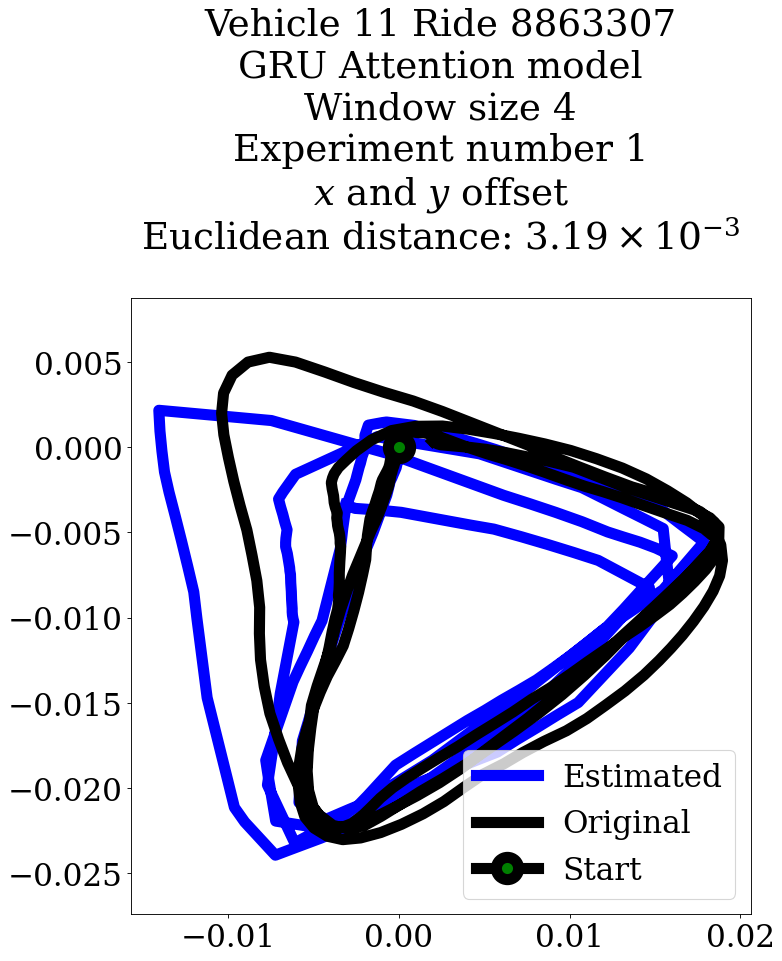 Vehicle 11 Ride 8863307
GRU Attention model
Window size 4
Experiment number 1
x and y offset
Euclidean distance: 3.19 × 10⁻³
0.005
0.000
−0.005
−0.010
−0.015
−0.020
−0.025
Estimated
Original
Start
−0.01
0.00
0.01
0.02